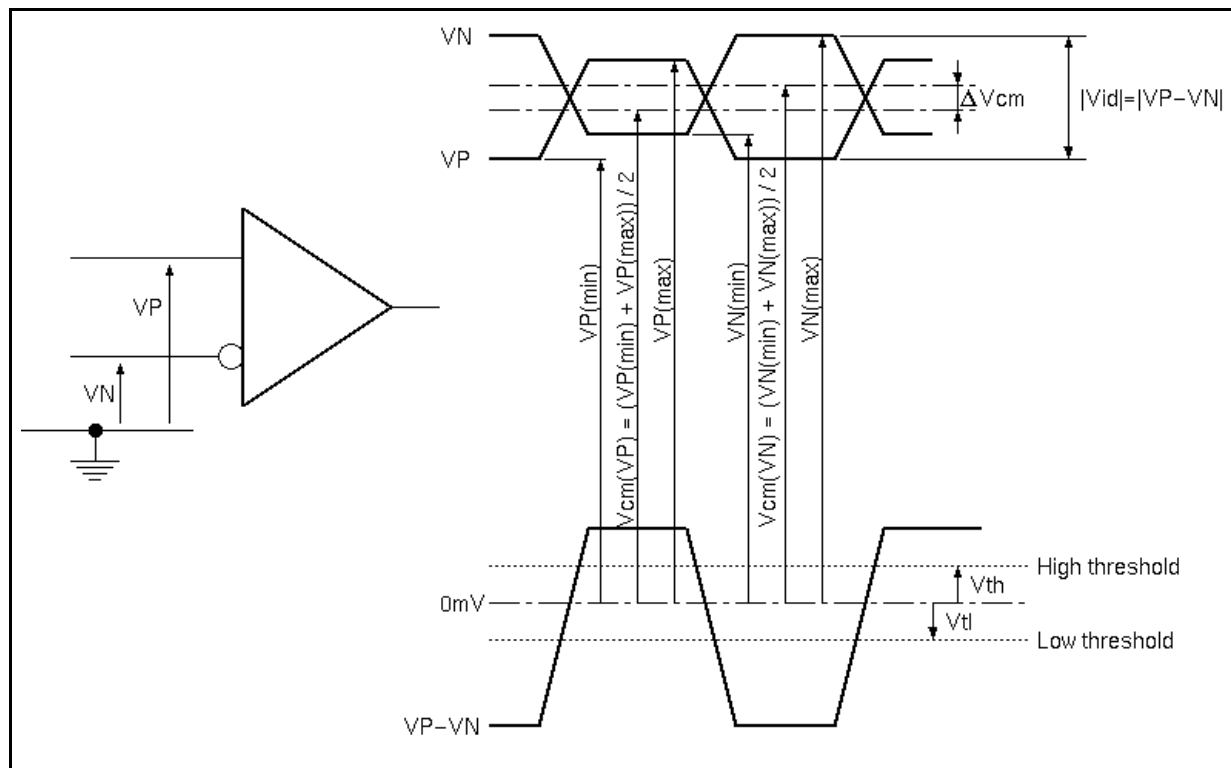 VN
VP
ΔVcm
|Vid|=|VP−VN|
VP
VN
VP(min)
Vcm(VP) = (VP(min) + VP(max)) / 2
VP(max)
VN(min)
Vcm(VN) = (VN(min) + VN(max)) / 2
VN(max)
High threshold
Vth
0mV
Vtl
Low threshold
VP−VN